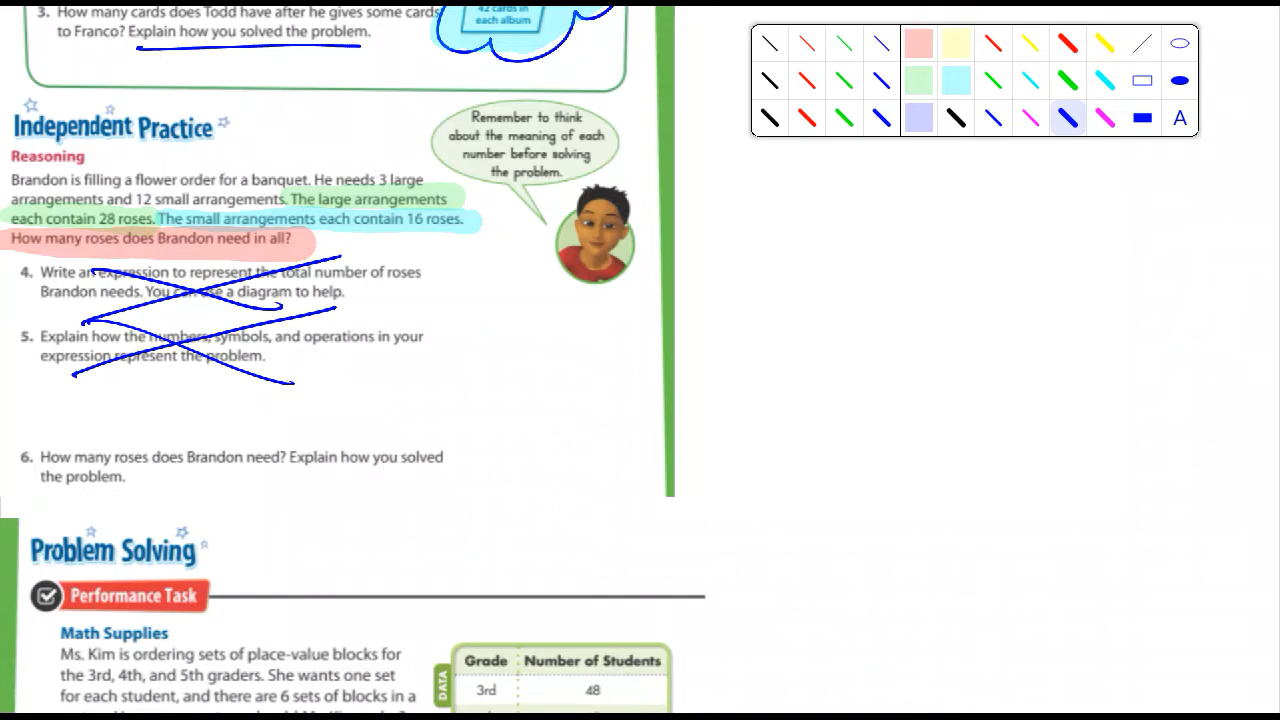 3. How many cards does Todd have after he gives some cards
to Franco? Explain how you solved the problem.
42 cards in
each album
Independent Practice
Remember to think
about the meaning of each
number before solving
the problem.
Reasoning
Brandon is filling a flower order for a banquet. He needs 3 large
arrangements and 12 small arrangements. The large arrangements
each contain 28 roses. The small arrangements each contain 16 roses.
How many roses does Brandon need in all?
4. Write an expression to represent the total number of roses
Brandon needs. You can use a diagram to help.
5. Explain how the numbers, symbols, and operations in your
expression represent the problem.
6. How many roses does Brandon need? Explain how you solved
the problem.
A
Problem Solving
Performance Task
Math Supplies
Ms. Kim is ordering sets of place-value blocks for
the 3rd, 4th, and 5th graders. She wants one set
for each student, and there are 6 sets of blocks in a
DATA
Grade Number of Students
3rd 48